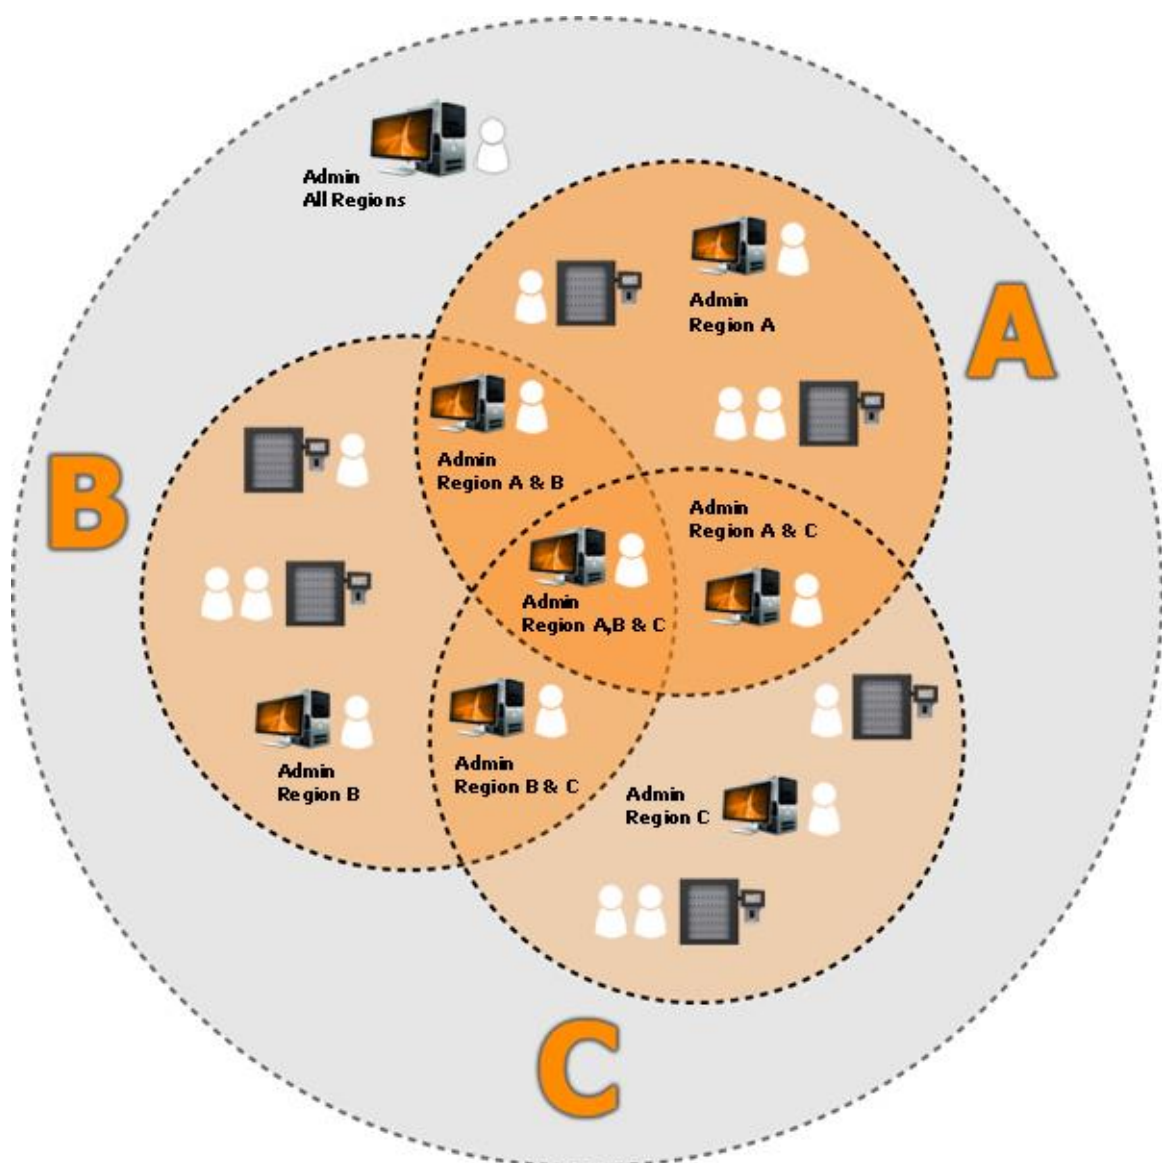 Admin
All Regions
Admin
Region A
A
Admin
Region A & B
B
Admin
Region A & C
Admin
Region A,B & C
Admin
Region B
Admin
Region B & C
Admin
Region C
C